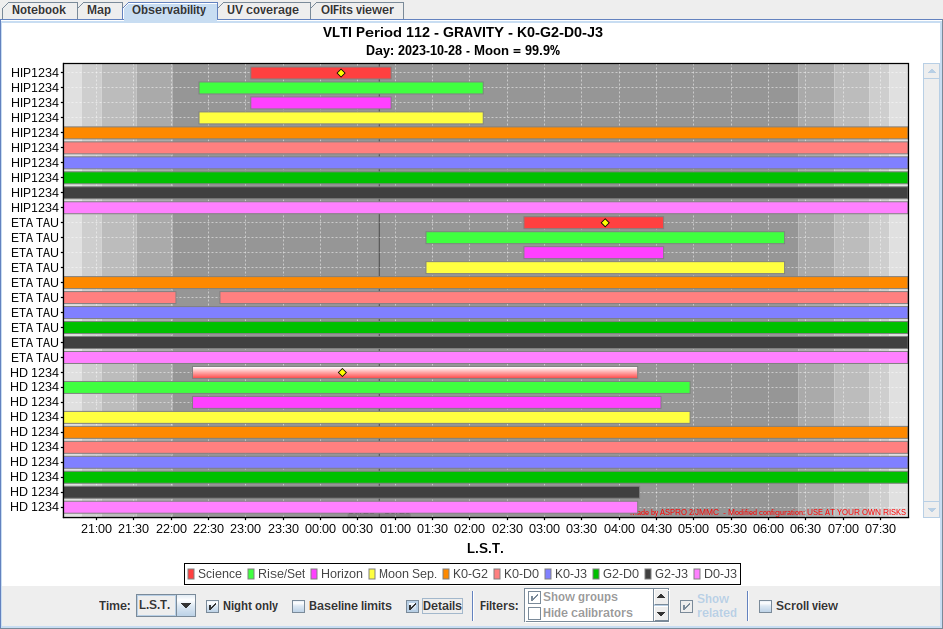 Notebook Map Observability UV coverage OIFits viewer
VLTI Period 112 - GRAVITY - K0-G2-D0-J3
Day: 2023-10-28 - Moon = 99.9%
HIP1234
HIP1234
HIP1234
HIP1234
HIP1234
HIP1234
HIP1234
HIP1234
HIP1234
HIP1234
ETA TAU
ETA TAU
ETA TAU
ETA TAU
ETA TAU
ETA TAU
ETA TAU
ETA TAU
ETA TAU
ETA TAU
HD 1234
HD 1234
HD 1234
HD 1234
HD 1234
HD 1234
HD 1234
HD 1234
HD 1234
HD 1234
by ASPRO 2/JMMC - Modified configuration: USE AT YOUR OWN RISKS
21:00 21:30 22:00 22:30 23:00 23:30 00:00 00:30 01:00 01:30 02:00 02:30 03:00 03:30 04:00 04:30 05:00 05:30 06:00 06:30 07:00 07:30
L.S.T.
Science Rise/Set Horizon Moon Sep. K0-G2 K0-D0 K0-J3 G2-D0 G2-J3 D0-J3
Time: L.S.T. Night only Baseline limits Details Filters: Show groups Hide calibrators Show related Scroll view